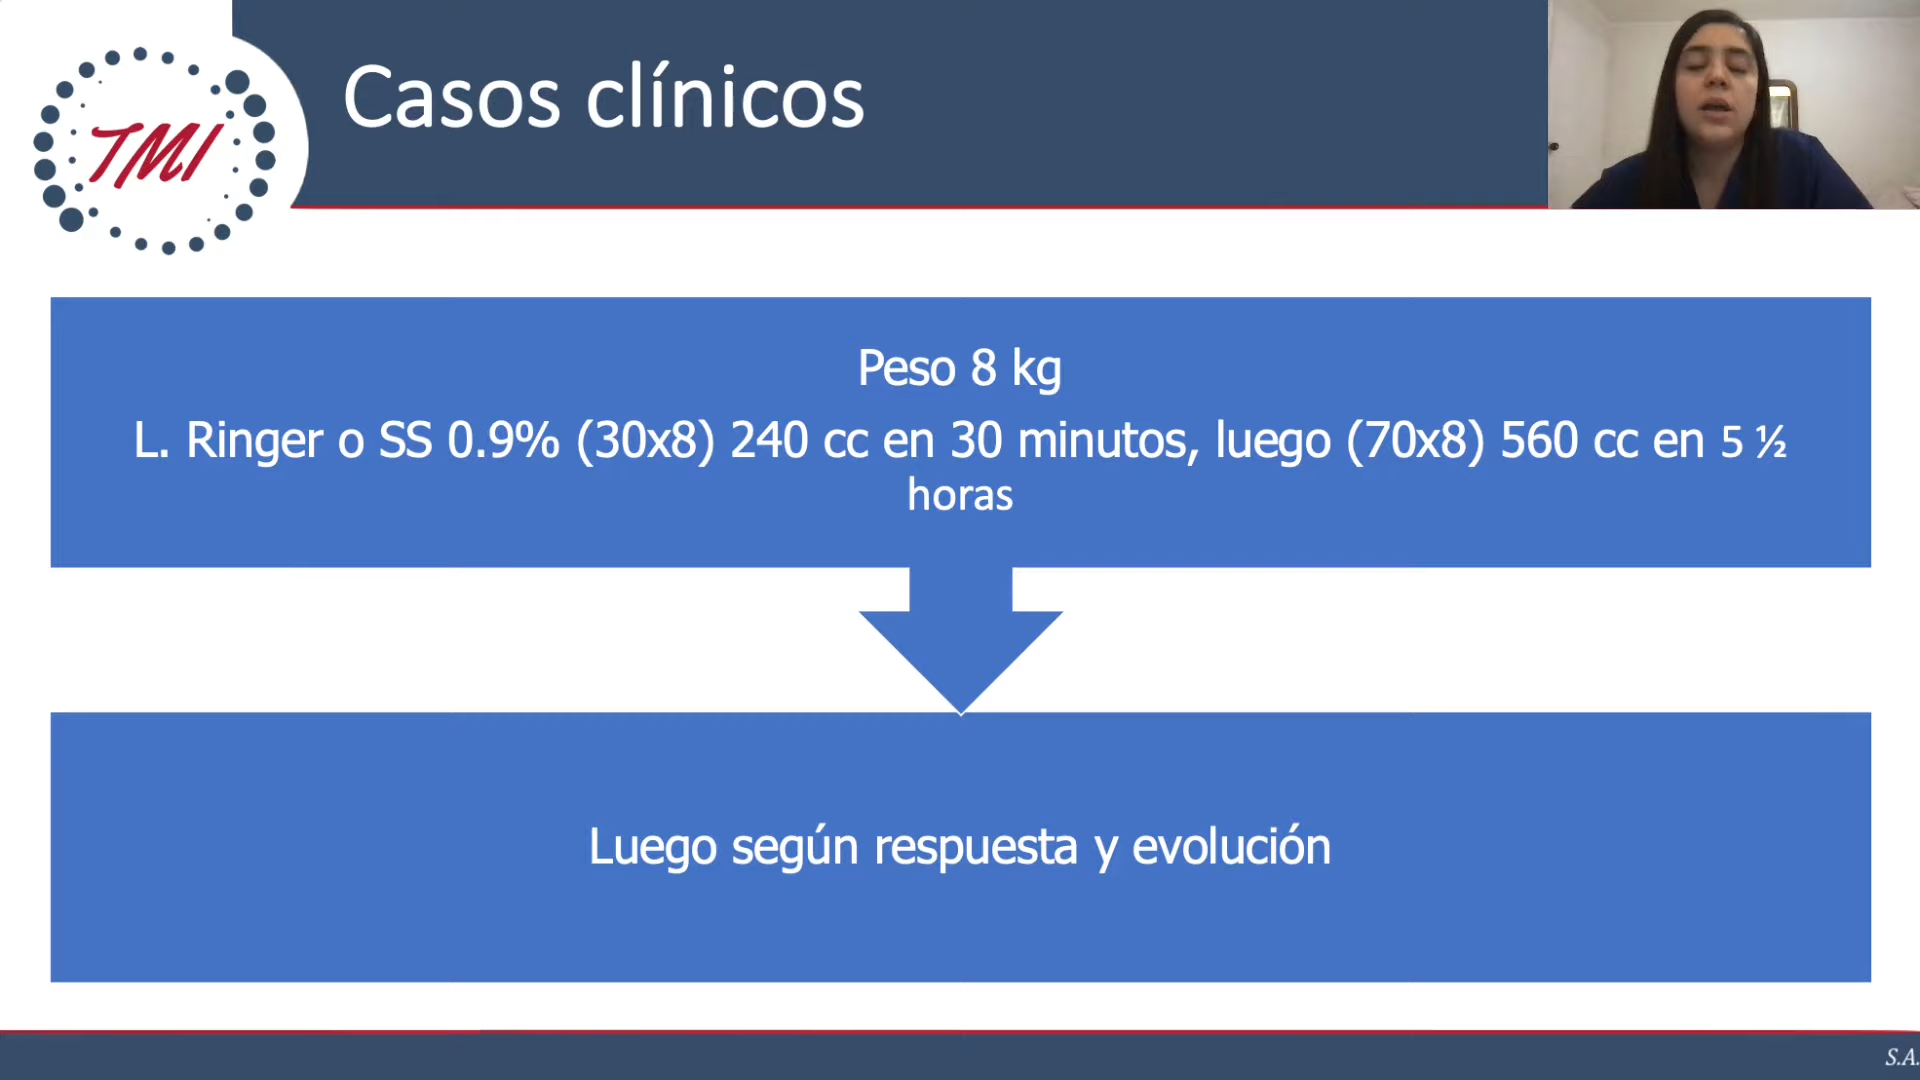 TMI
Casos clínicos
Peso 8 kg
L. Ringer o SS 0.9% (30x8) 240 cc en 30 minutos, luego (70x8) 560 cc en 5 ½
horas
Luego según respuesta y evolución
S.A.